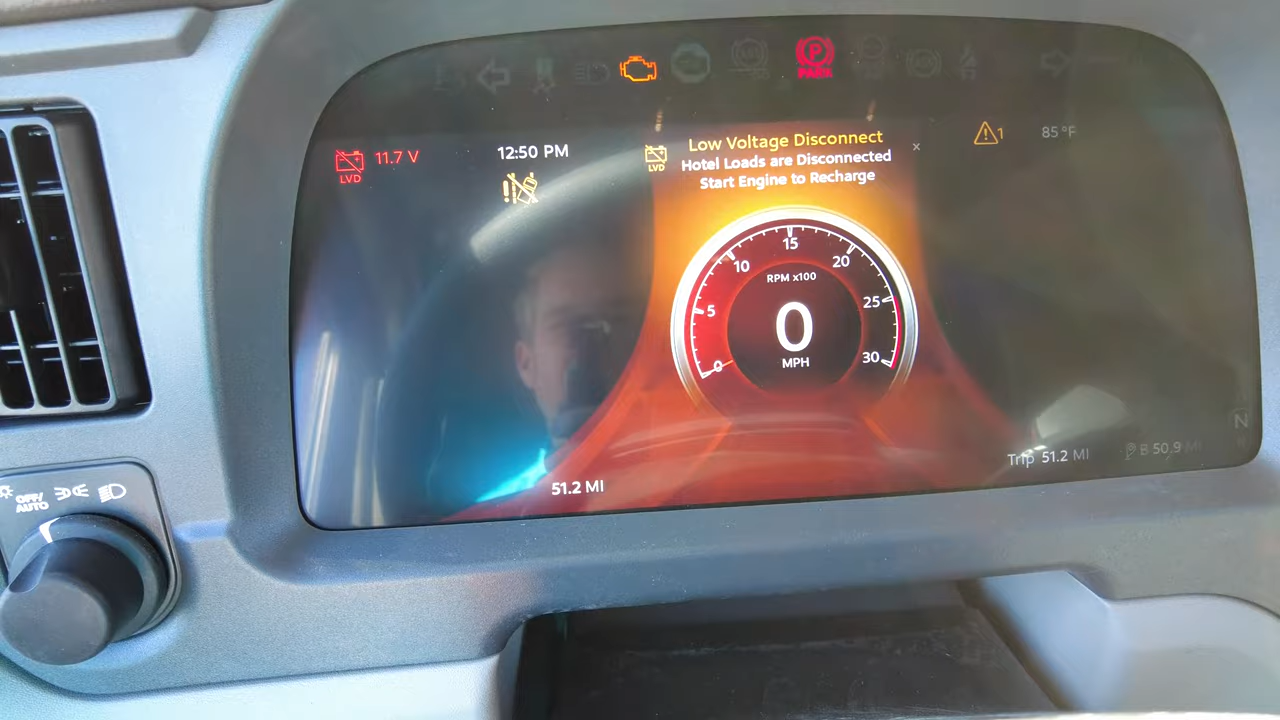 PARK
LVD
11.7 V
12:50 PM
LVD
Low Voltage Disconnect
Hotel Loads are Disconnected
Start Engine to Recharge
x
1
85 °F
0
5
10
15
20
25
30
RPM x100
0
MPH
51.2 MI
Trip 51.2 MI
B 50.9 MI
N
OFF/
AUTO